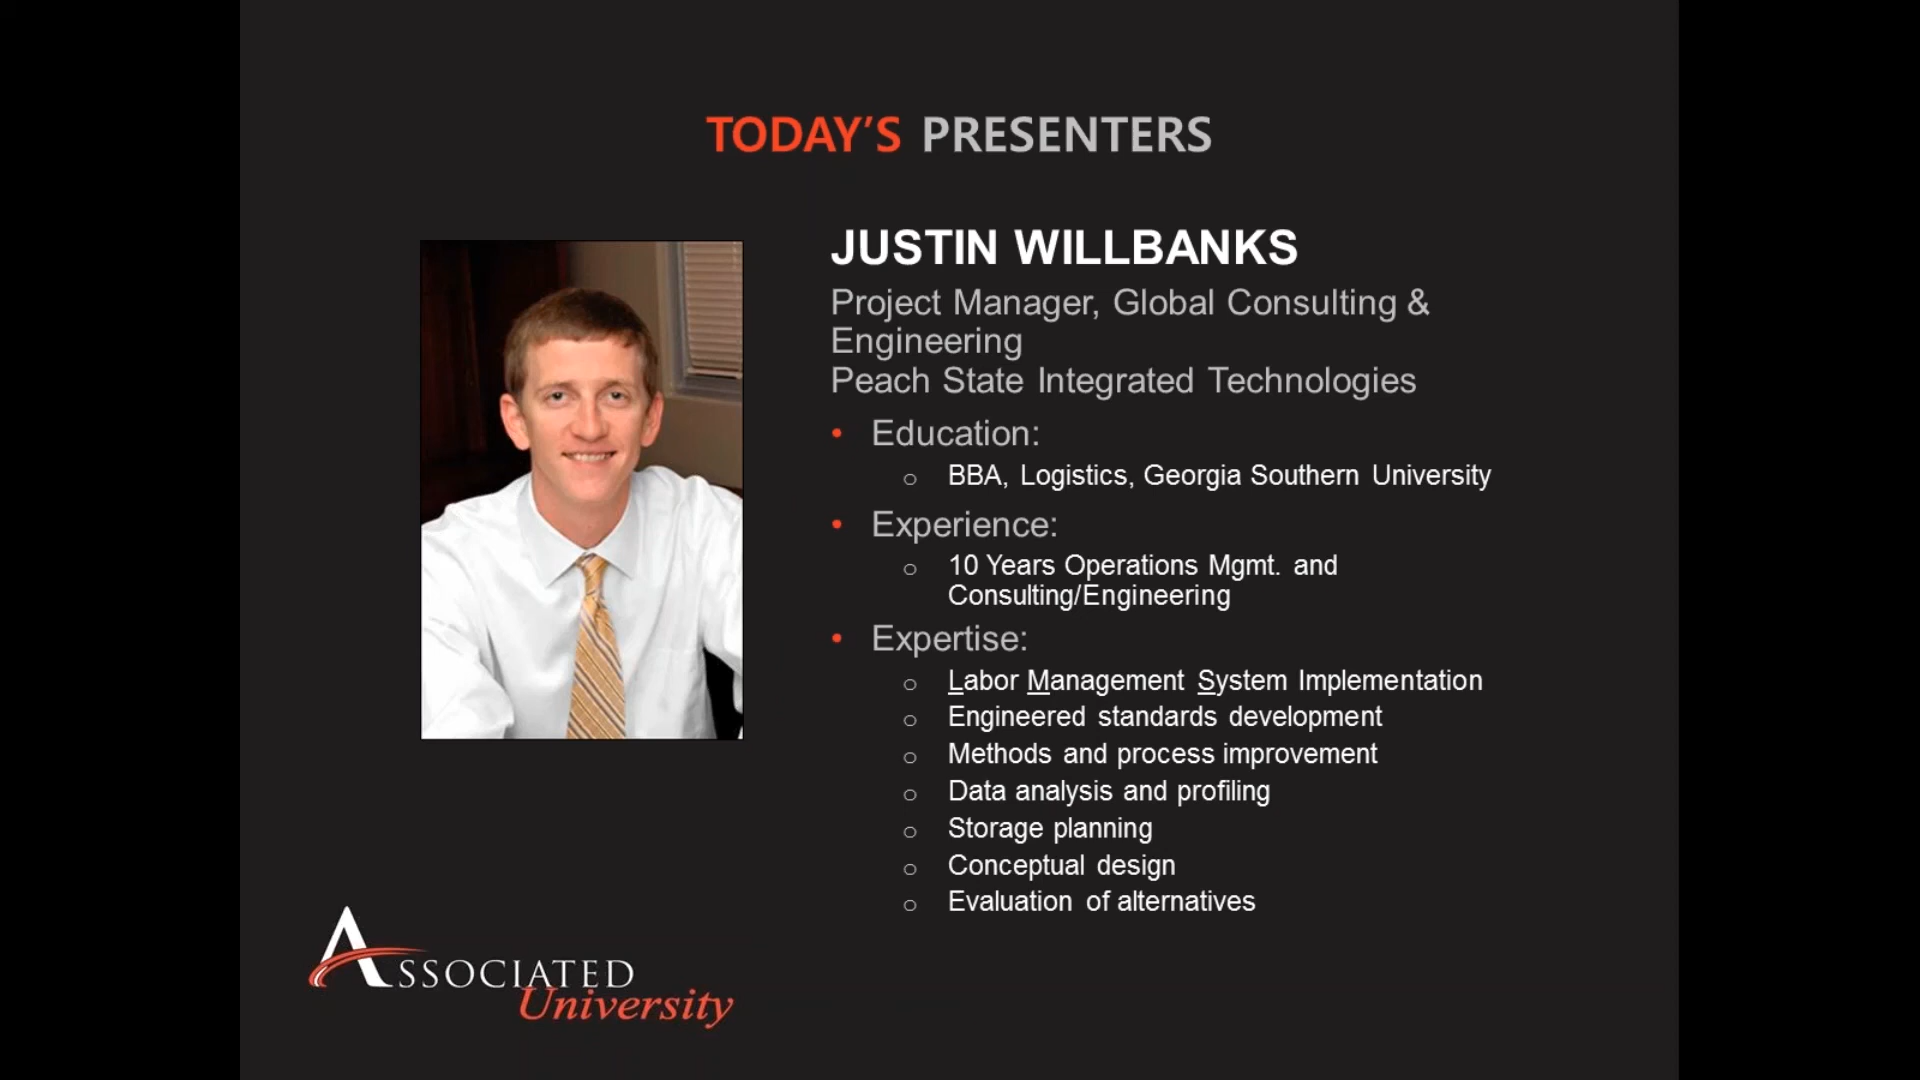 TODAY'S PRESENTERS
JUSTIN WILLBANKS
Project Manager, Global Consulting &
Engineering
Peach State Integrated Technologies
• Education:
o BBA, Logistics, Georgia Southern University
• Experience:
o 10 Years Operations Mgmt. and
Consulting/Engineering
• Expertise:
o Labor Management System Implementation
o Engineered standards development
o Methods and process improvement
o Data analysis and profiling
o Storage planning
o Conceptual design
o Evaluation of alternatives
ASSOCIATED
University